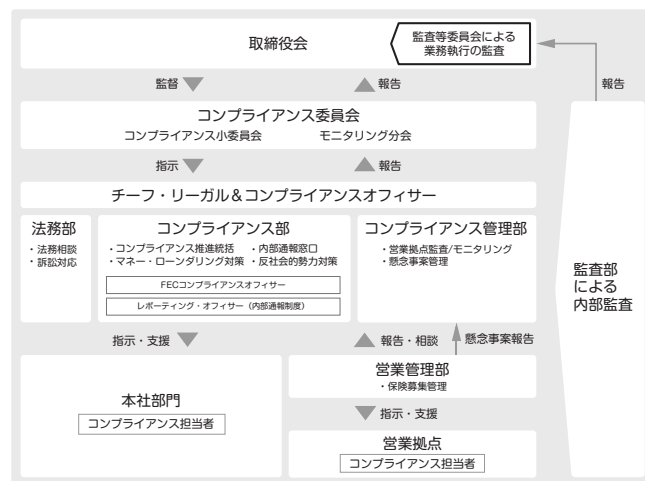 取締役会
監査等委員会による
業務執行の監査
監督
報告
報告
コンプライアンス委員会
コンプライアンス小委員会
モニタリング分会
指示
報告
チーフ・リーガル＆コンプライアンスオフィサー
法務部
・法務相談
・訴訟対応
コンプライアンス部
・コンプライアンス推進統括 ・内部通報窓口
・マネー・ローンダリング対策 ・反社会的勢力対策
FECコンプライアンスオフィサー
レポーティング・オフィサー（内部通報制度）
コンプライアンス管理部
・営業拠点監査/モニタリング
・懸念事案管理
監査部
による
内部監査
指示・支援
報告・相談
懸念事案報告
本社部門
コンプライアンス担当者
営業管理部
・保険募集管理
指示・支援
営業拠点
コンプライアンス担当者